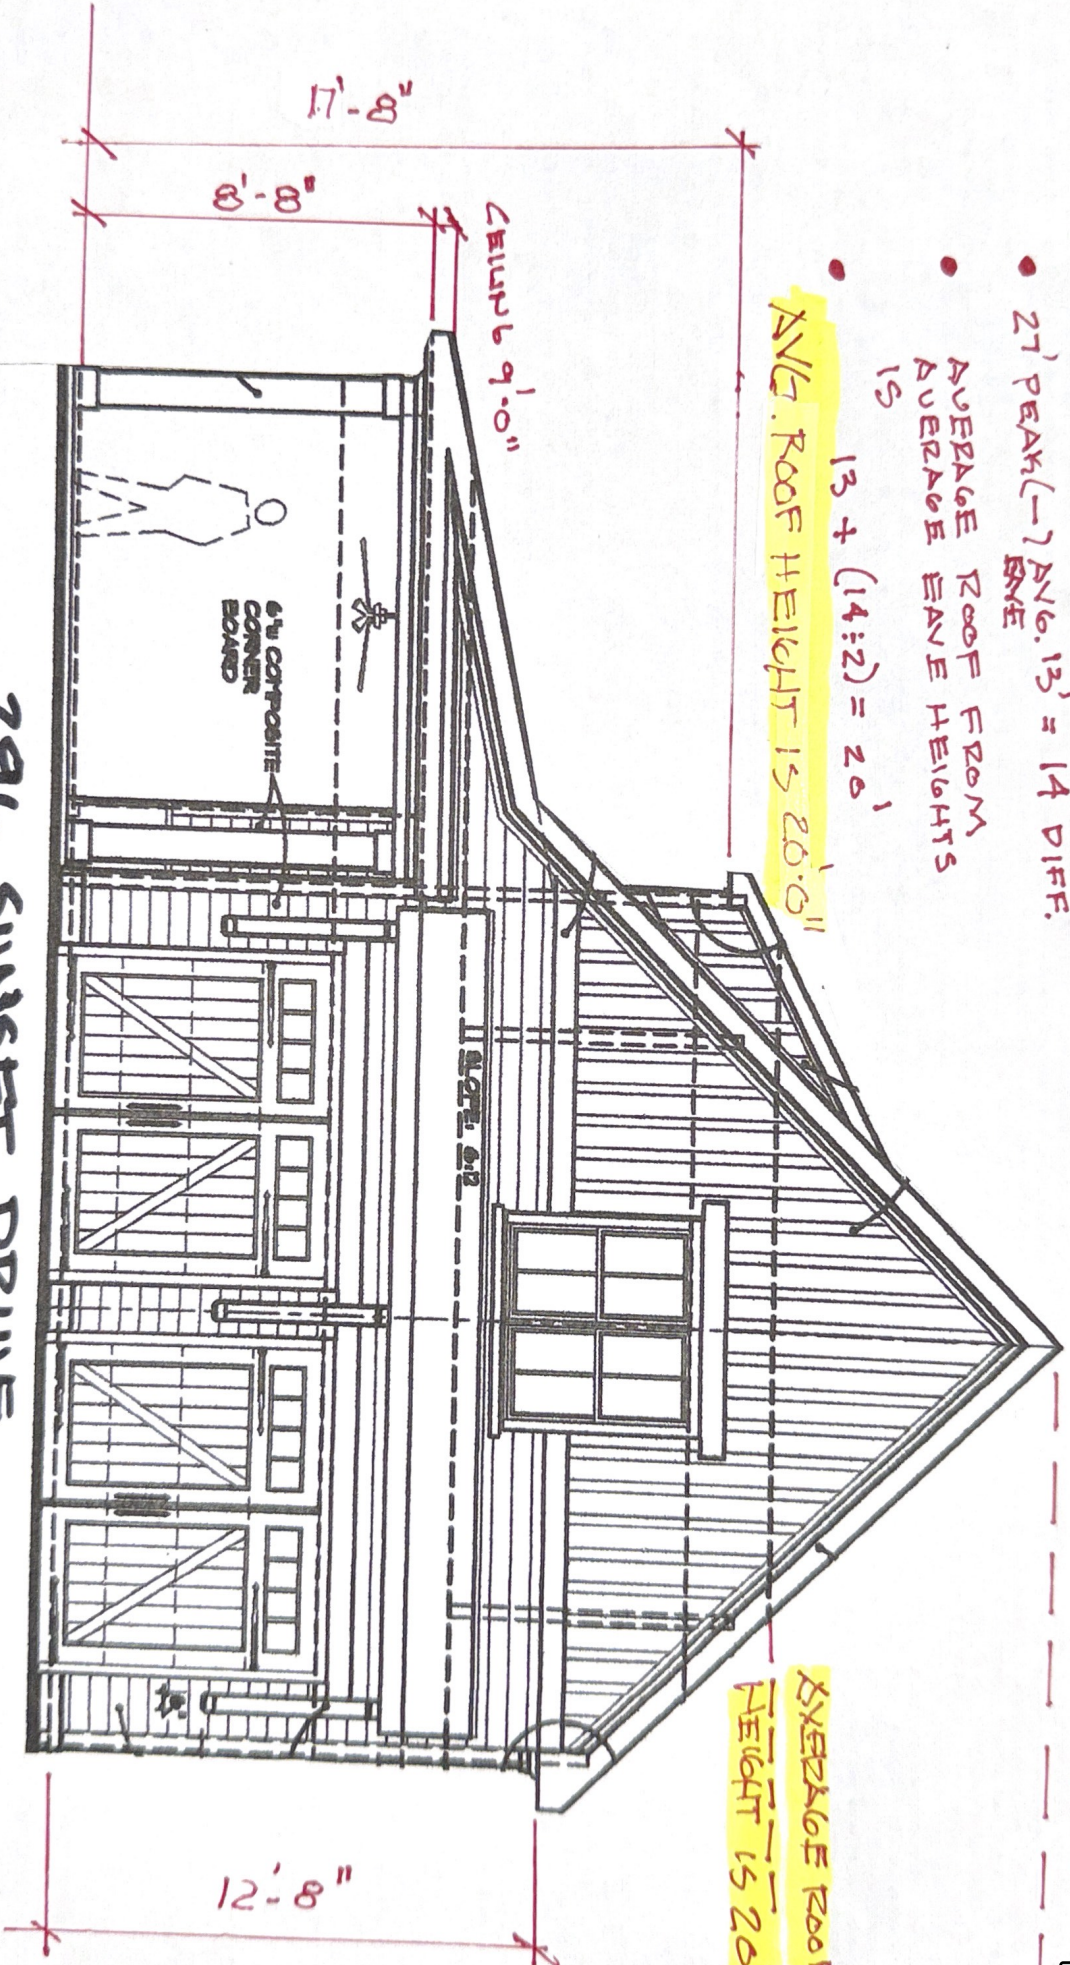 • 27' PEAK (-) AVG. 13' = 14 DIFF.
EAVE
• AVERAGE ROOF FROM
AVERAGE EAVE HEIGHTS
IS
• 13 + (14÷2) = 20'
AVG. ROOF HEIGHT IS 20'-0"
AVERAGE ROOF
HEIGHT IS 20
17'-8"
8'-8"
CEILING 9'-0"
SLOPE: 6:12
COMPOSITE
CORNER
BOARD
12'-8"
SUNSET DRIVE